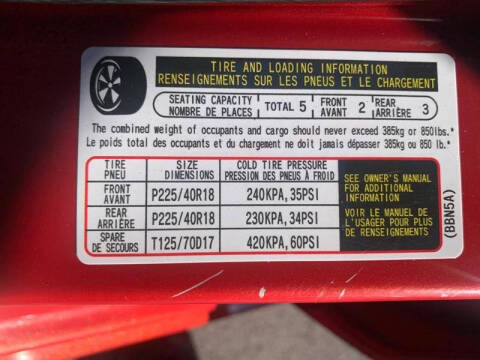 TIRE AND LOADING INFORMATION
RENSEIGNEMENTS SUR LES PNEUS ET LE CHARGEMENT
SEATING CAPACITY
NOMBRE DE PLACES
TOTAL 5
FRONT
AVANT 2
REAR
ARRIÈRE 3
The combined weight of occupants and cargo should never exceed 385kg or 850lbs.*
Le poids total des occupants et du chargement ne doit jamais dépasser 385kg ou 850 lb.*
TIRE
PNEU
SIZE
DIMENSIONS
COLD TIRE PRESSURE
PRESSION DES PNEUS À FROID
FRONT
AVANT
P225/40R18
240KPA,35PSI
REAR
ARRIÈRE
P225/40R18
230KPA,34PSI
SPARE
DE SECOURS
T125/70D17
420KPA,60PSI
SEE OWNER'S MANUAL
FOR ADDITIONAL
INFORMATION
VOIR LE MANUEL DE
L'USAGER POUR PLUS
DE RENSEIGNEMENTS
(BBN5A)